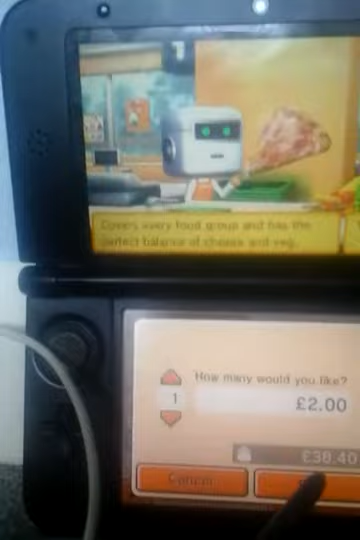 Covers every food group and has the
perfect balance of cheese and veg.
How many would you like?
1
£2.00
£38.40
Cancel